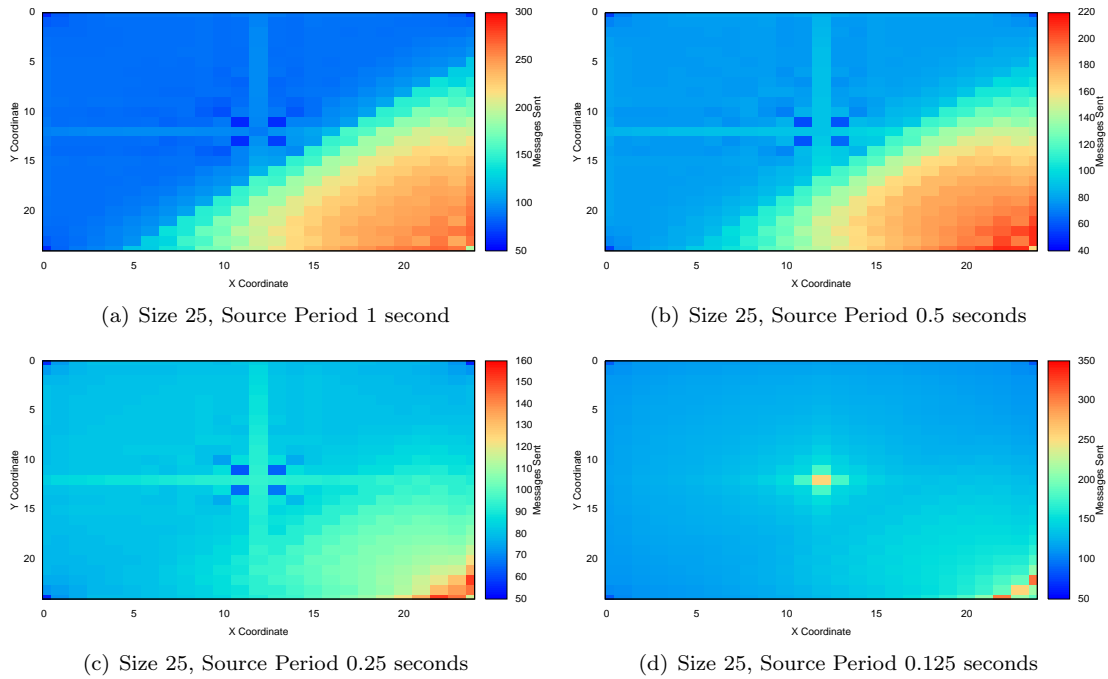 0
5
10
15
20
Y Coordinate
0 5 10 15 20
X Coordinate
300
250
200
150
100
50
Messages Sent
(a) Size 25, Source Period 1 second
0
5
10
15
20
Y Coordinate
0 5 10 15 20
X Coordinate
220
200
180
160
140
120
100
80
60
40
Messages Sent
(b) Size 25, Source Period 0.5 seconds
0
5
10
15
20
Y Coordinate
0 5 10 15 20
X Coordinate
160
150
140
130
120
110
100
90
80
70
60
50
Messages Sent
(c) Size 25, Source Period 0.25 seconds
0
5
10
15
20
Y Coordinate
0 5 10 15 20
X Coordinate
350
300
250
200
150
100
50
Messages Sent
(d) Size 25, Source Period 0.125 seconds